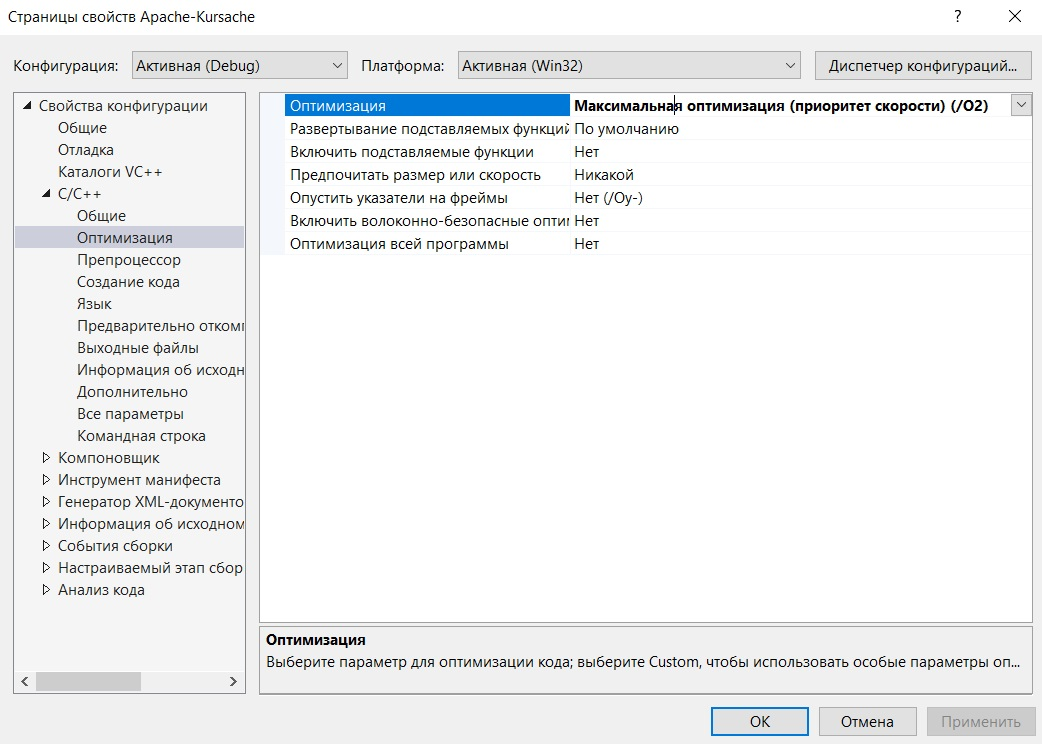 Страницы свойств Apache-Kursache
?
Конфигурация: Активная (Debug) Платформа: Активная (Win32) Диспетчер конфигураций...
Свойства конфигурации
Общие
Отладка
Каталоги VC++
C/C++
Общие
Оптимизация
Препроцессор
Создание кода
Язык
Предварительно отком
Выходные файлы
Информация об исходн
Дополнительно
Все параметры
Командная строка
Компоновщик
Инструмент манифеста
Генератор XML-документо
Информация об исходном
События сборки
Настраиваемый этап сбор
Анализ кода
Оптимизация Максимальная оптимизация (приоритет скорости) (/O2)
Развертывание подставляемых функций По умолчанию
Включить подставляемые функции Нет
Предпочитать размер или скорость Никакой
Опустить указатели на фреймы Нет (/Oy-)
Включить волоконно-безопасные опти Нет
Оптимизация всей программы Нет
Оптимизация
Выберите параметр для оптимизации кода; выберите Custom, чтобы использовать особые параметры оп...
ОК Отмена Применить